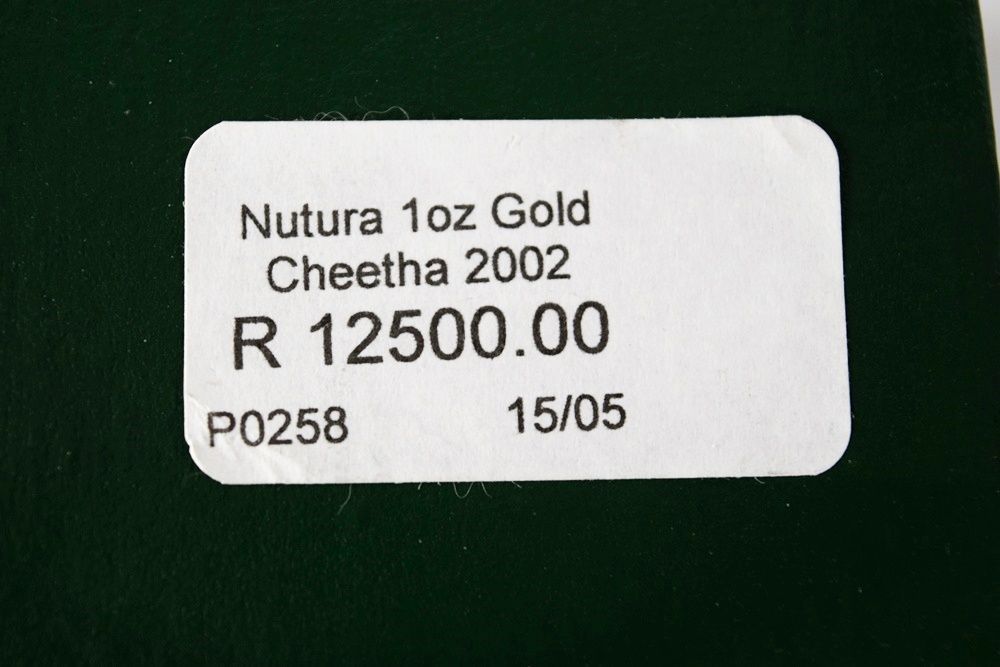 Nutura 1oz Gold
Cheetha 2002
R 12500.00
P0258 15/05